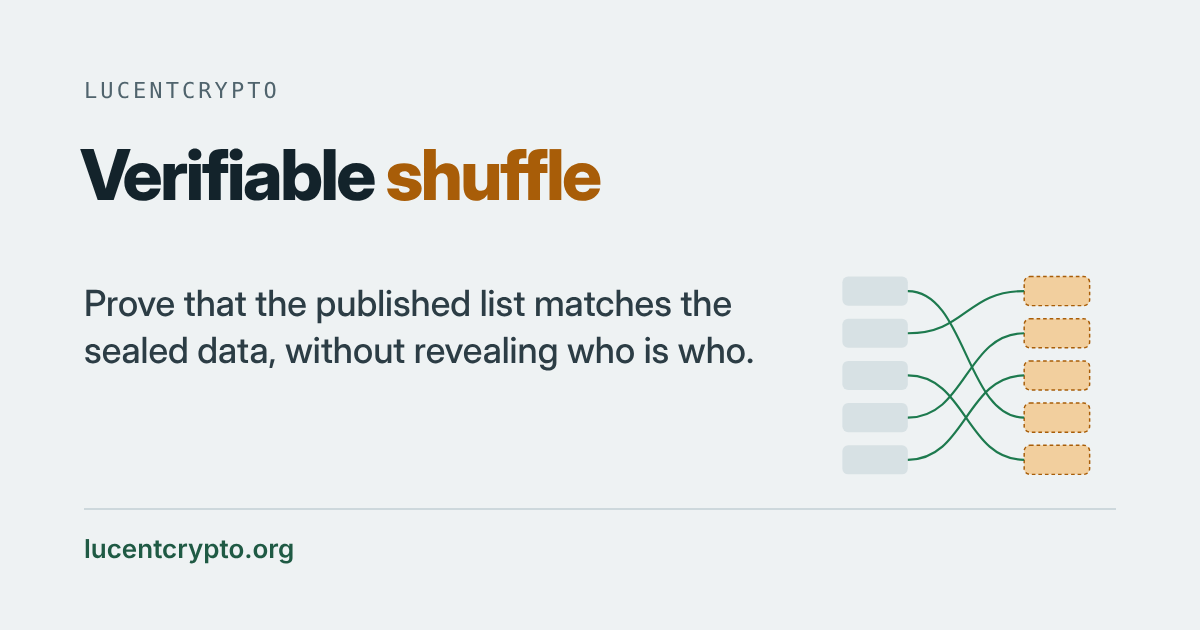 LUCENTCRYPTO
Verifiable shuffle
Prove that the published list matches the
sealed data, without revealing who is who.
lucentcrypto.org